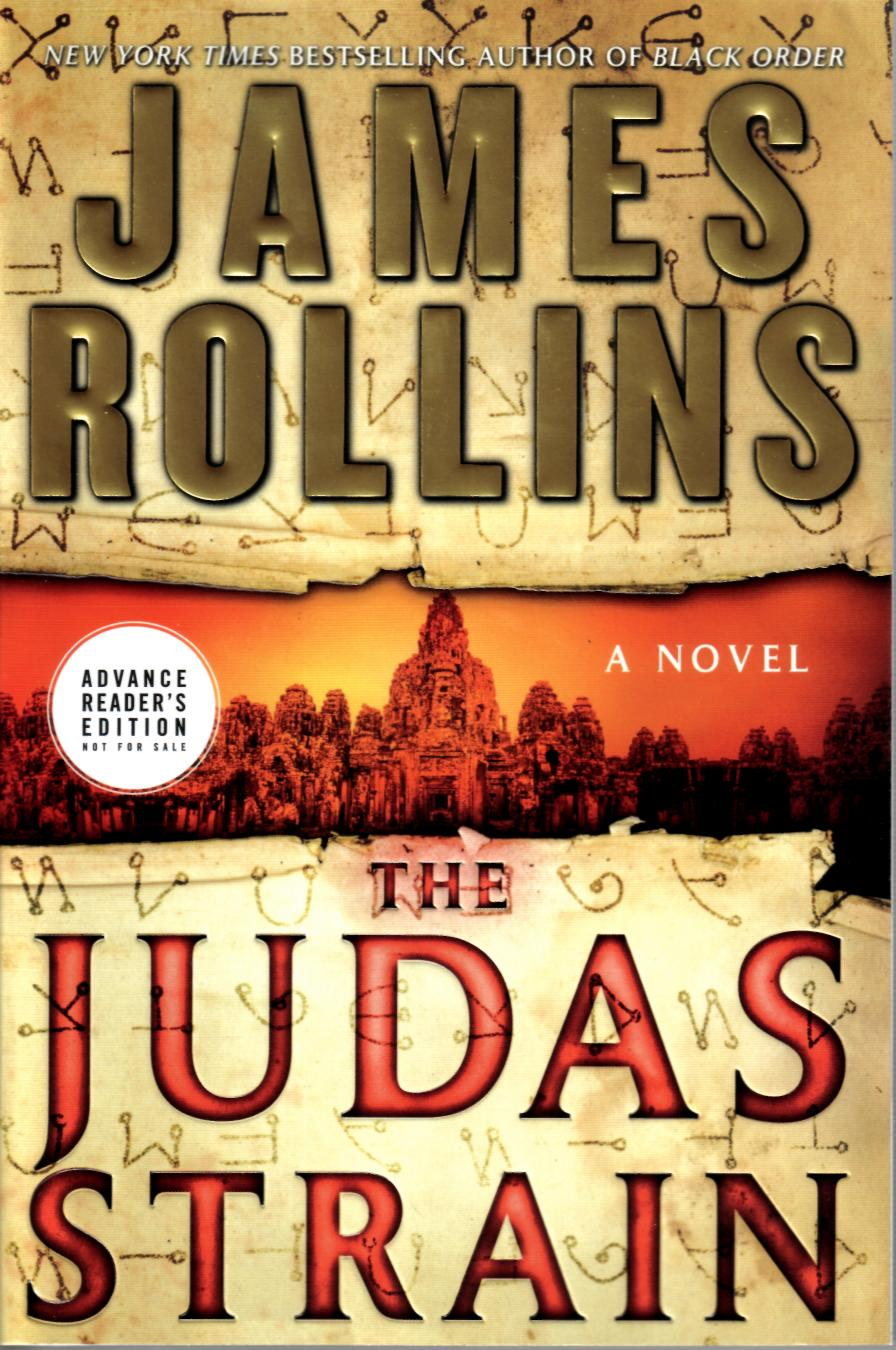 NEW YORK TIMES BESTSELLING AUTHOR OF BLACK ORDER
JAMES
ROLLINS
A NOVEL
ADVANCE
READER'S
EDITION
NOT FOR SALE
THE
JUDAS
STRAIN